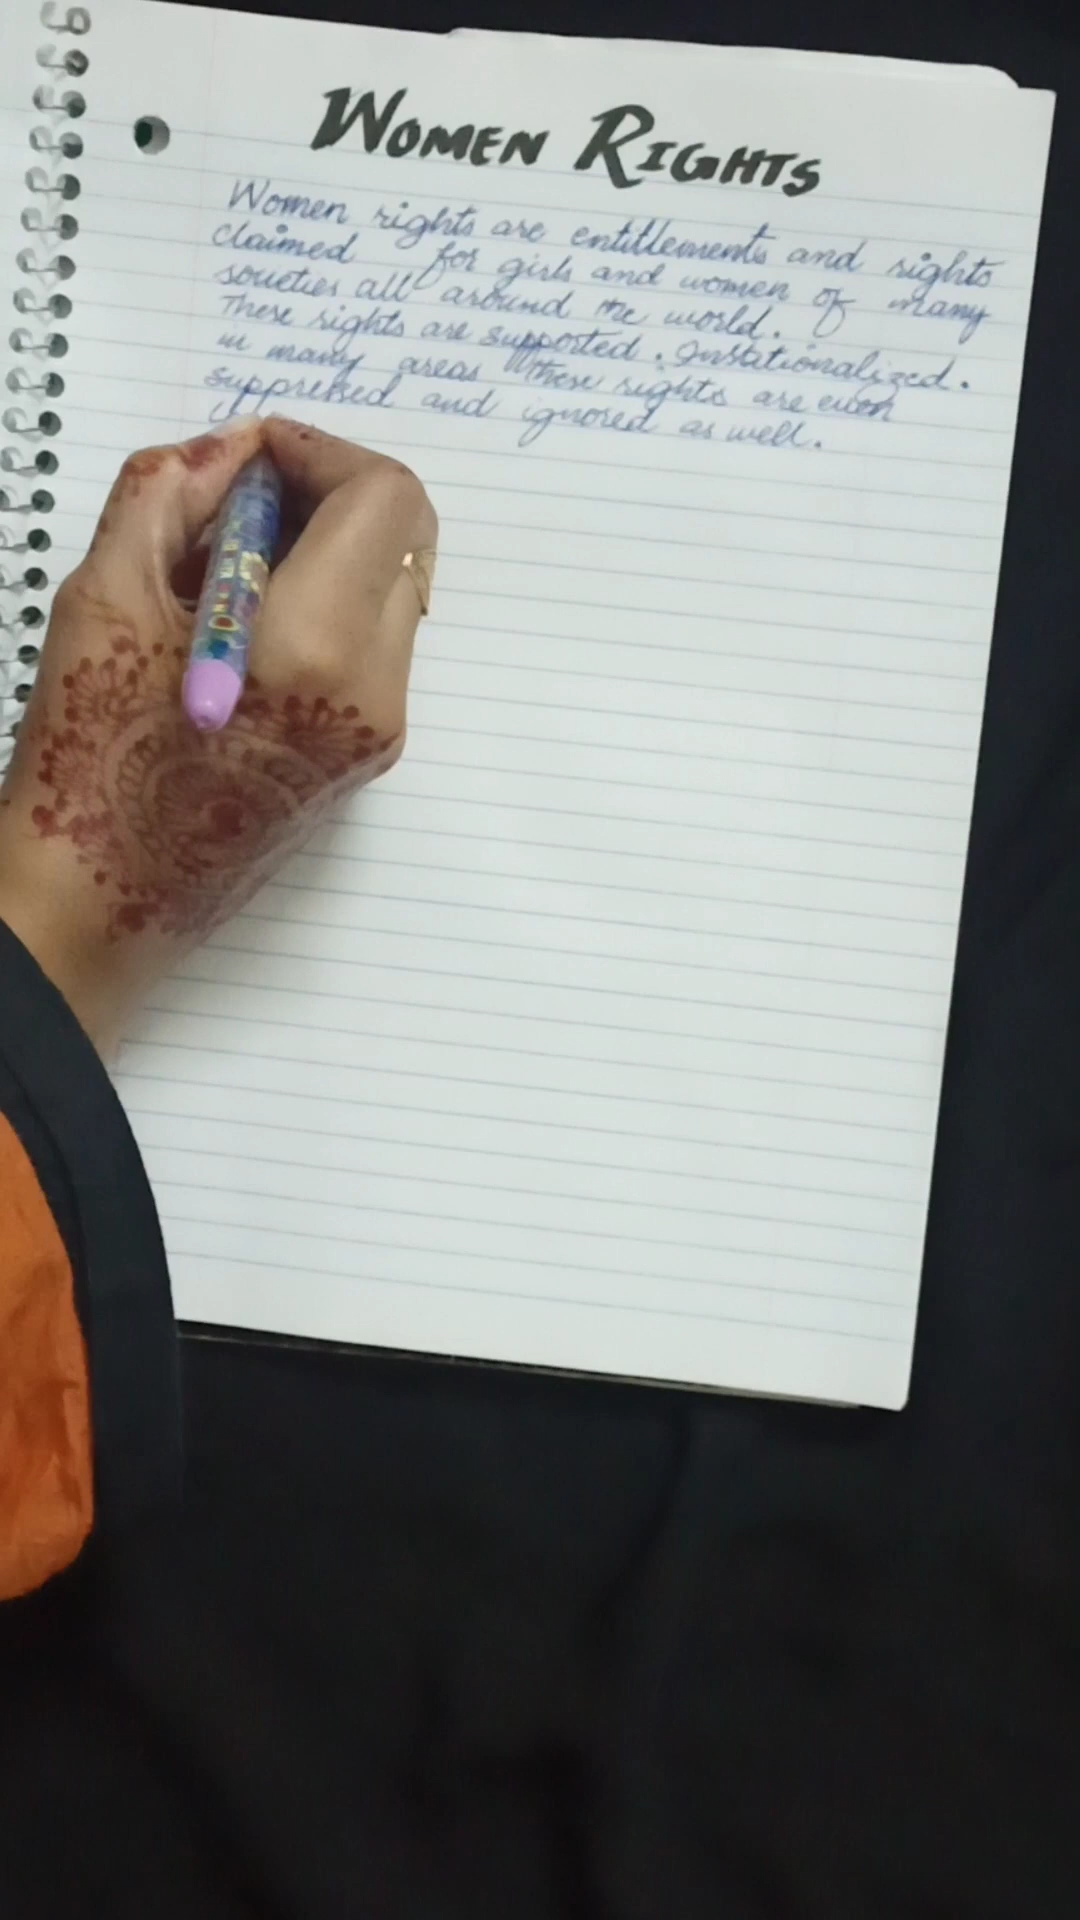 WOMEN RIGHTS
Women rights are entitlements and rights
claimed for girls and women of many
societies all around the world.
These rights are supported. Institutionalized.
in many areas these rights are even
suppressed and ignored as well.